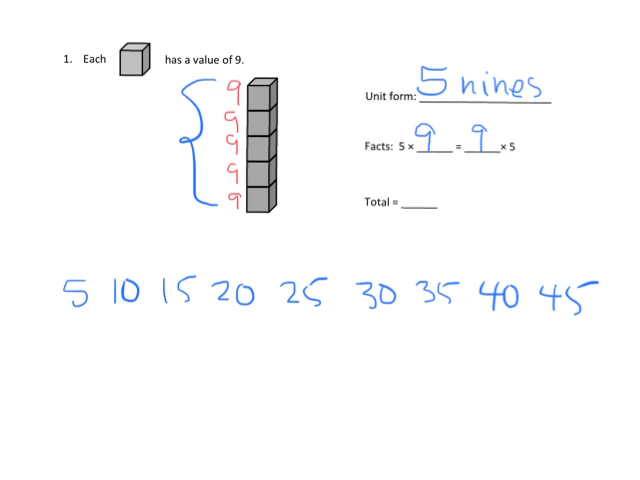 1. Each has a value of 9.
9
9
9
9
9
Unit form: 5 nines
Facts: 5 × 9 = 9 × 5
Total = ____
5 10 15 20 25 30 35 40 45